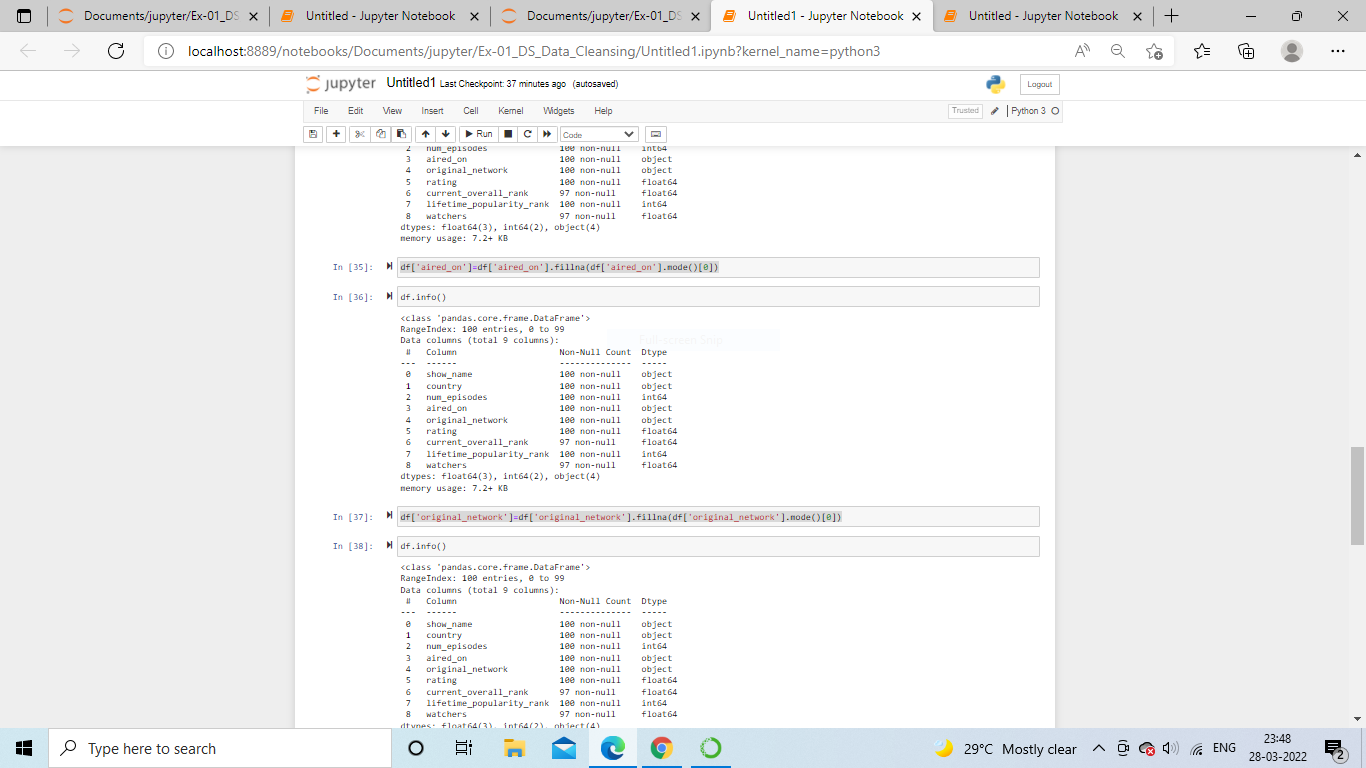 Documents/jupyter/Ex-01_DS
Untitled - Jupyter Notebook
Documents/jupyter/Ex-01_DS
Untitled1 - Jupyter Notebook
Untitled - Jupyter Notebook
localhost:8889/notebooks/Documents/jupyter/Ex-01_DS_Data_Cleansing/Untitled1.ipynb?kernel_name=python3
jupyter Untitled1 Last Checkpoint: 37 minutes ago (autosaved)
Logout
File Edit View Insert Cell Kernel Widgets Help
Trusted Python 3
Run Code
2 num_episodes 100 non-null int64
3 aired_on 100 non-null object
4 original_network 100 non-null object
5 rating 100 non-null float64
6 current_overall_rank 97 non-null float64
7 lifetime_popularity_rank 100 non-null int64
8 watchers 97 non-null float64
dtypes: float64(3), int64(2), object(4)
memory usage: 7.2+ KB
In [35]: df['aired_on']=df['aired_on'].fillna(df['aired_on'].mode()[0])
In [36]: df.info()
<class 'pandas.core.frame.DataFrame'>
RangeIndex: 100 entries, 0 to 99
Data columns (total 9 columns):
# Column Non-Null Count Dtype
--- ------ -------------- -----
0 show_name 100 non-null object
1 country 100 non-null object
2 num_episodes 100 non-null int64
3 aired_on 100 non-null object
4 original_network 100 non-null object
5 rating 100 non-null float64
6 current_overall_rank 97 non-null float64
7 lifetime_popularity_rank 100 non-null int64
8 watchers 97 non-null float64
dtypes: float64(3), int64(2), object(4)
memory usage: 7.2+ KB
In [37]: df['original_network']=df['original_network'].fillna(df['original_network'].mode()[0])
In [38]: df.info()
<class 'pandas.core.frame.DataFrame'>
RangeIndex: 100 entries, 0 to 99
Data columns (total 9 columns):
# Column Non-Null Count Dtype
--- ------ -------------- -----
0 show_name 100 non-null object
1 country 100 non-null object
2 num_episodes 100 non-null int64
3 aired_on 100 non-null object
4 original_network 100 non-null object
5 rating 100 non-null float64
6 current_overall_rank 97 non-null float64
7 lifetime_popularity_rank 100 non-null int64
8 watchers 97 non-null float64
dtypes: float64(3), int64(2), object(4)
Type here to search
29°C Mostly clear
ENG
23:48
28-03-2022
2